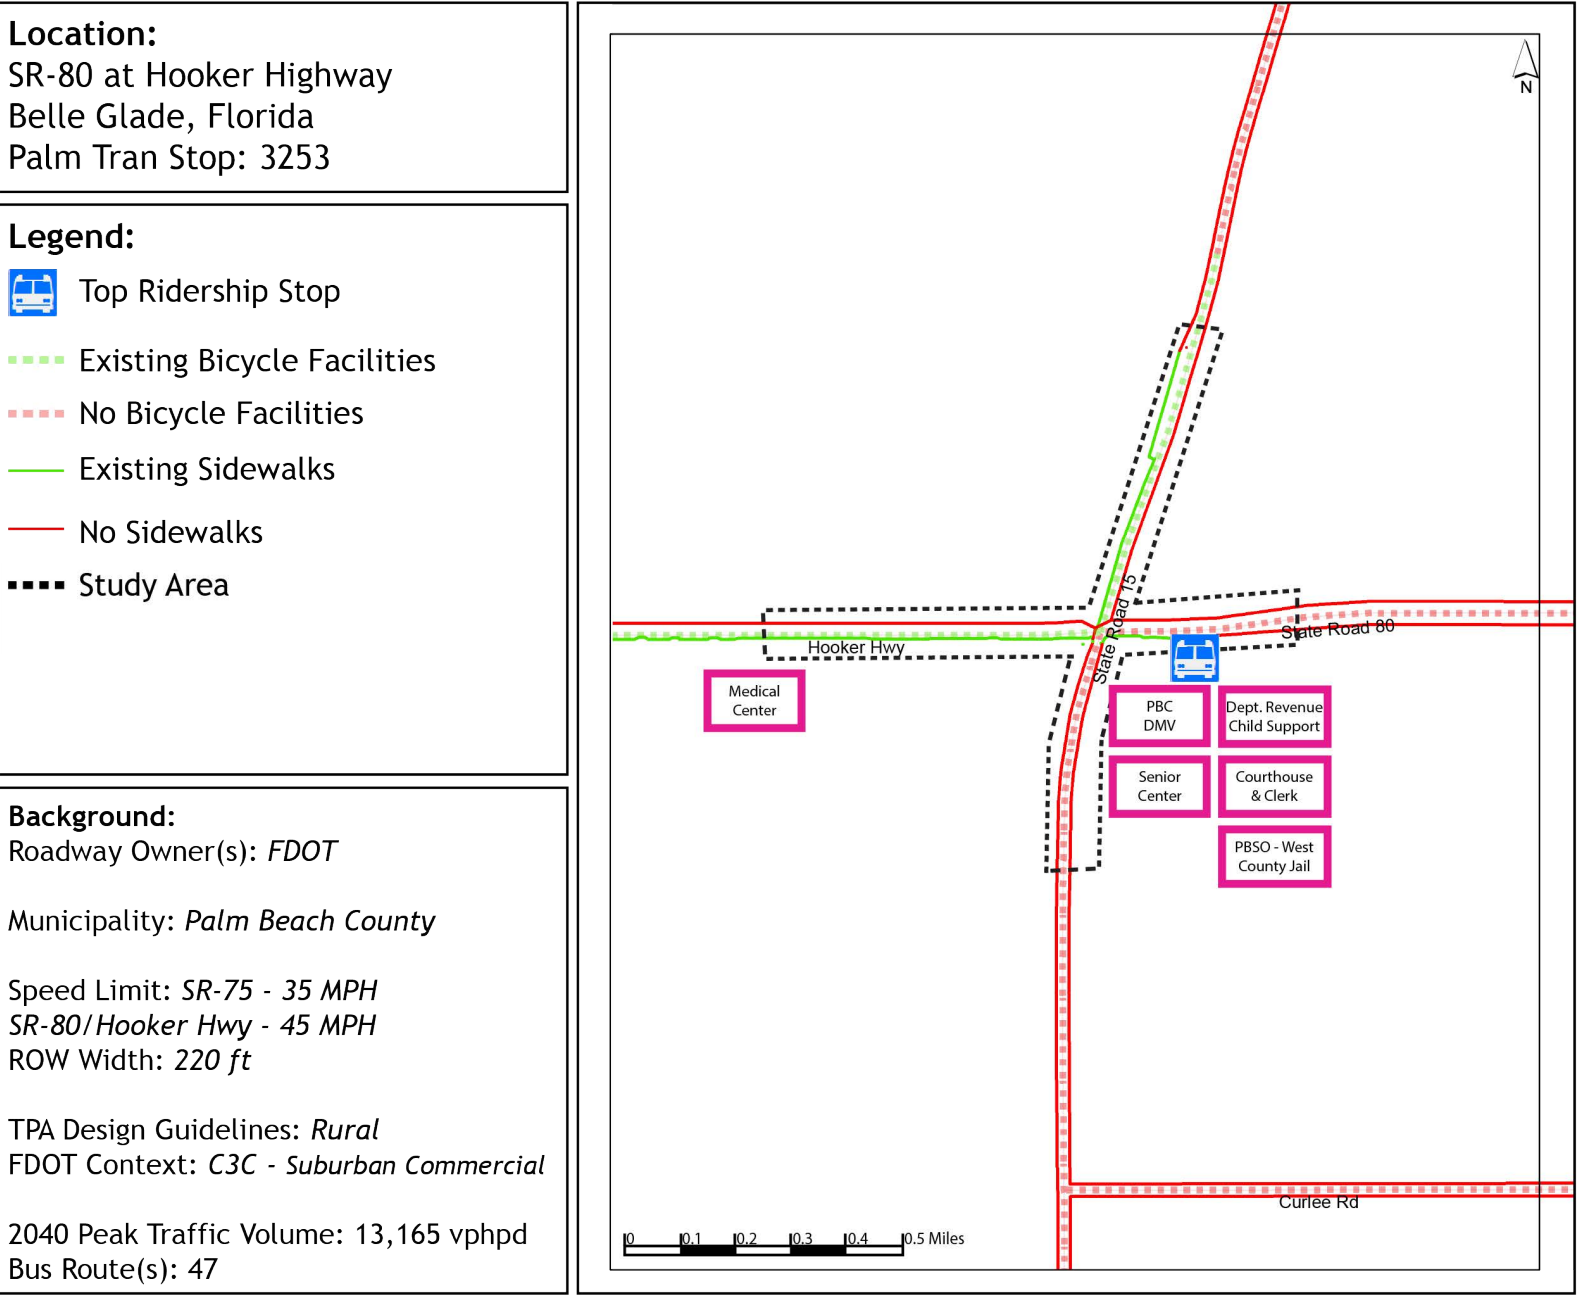 Location:
SR-80 at Hooker Highway
Belle Glade, Florida
Palm Tran Stop: 3253
Legend:
Top Ridership Stop
Existing Bicycle Facilities
No Bicycle Facilities
Existing Sidewalks
No Sidewalks
Study Area
Background:
Roadway Owner(s): FDOT
Municipality: Palm Beach County
Speed Limit: SR-75 - 35 MPH
SR-80/Hooker Hwy - 45 MPH
ROW Width: 220 ft
TPA Design Guidelines: Rural
FDOT Context: C3C - Suburban Commercial
2040 Peak Traffic Volume: 13,165 vphpd
Bus Route(s): 47
N
State Road 15
State Road 80
Hooker Hwy
Medical
Center
PBC
DMV
Dept. Revenue
Child Support
Senior
Center
Courthouse
& Clerk
PBSO - West
County Jail
Curlee Rd
0 0.1 0.2 0.3 0.4 0.5 Miles